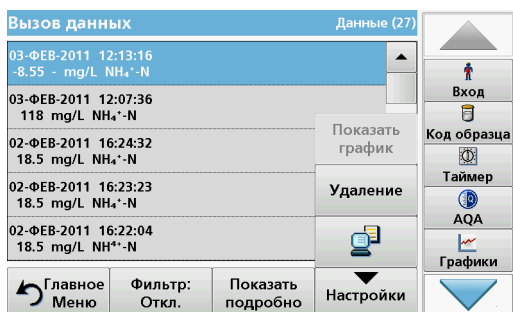 Вызов данных
Данные (27)
03-ФЕВ-2011 12:13:16
-8.55 - mg/L NH₄⁺-N
03-ФЕВ-2011 12:07:36
118 mg/L NH₄⁺-N
02-ФЕВ-2011 16:24:32
18.5 mg/L NH₄⁺-N
02-ФЕВ-2011 16:23:23
18.5 mg/L NH₄⁺-N
02-ФЕВ-2011 16:22:04
18.5 mg/L NH⁴⁺-N
Показать
график
Удаление
Настройки
Главное
Меню
Фильтр:
Откл.
Показать
подробно
Вход
Код образца
Таймер
AQA
Графики